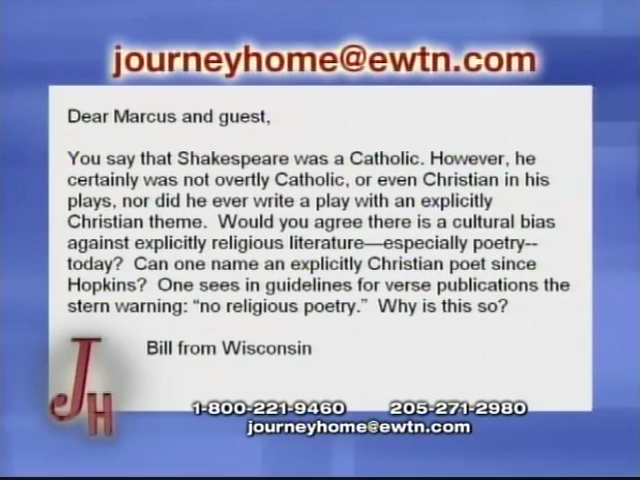 journeyhome@ewtn.com
Dear Marcus and guest,
You say that Shakespeare was a Catholic. However, he
certainly was not overtly Catholic, or even Christian in his
plays, nor did he ever write a play with an explicitly
Christian theme. Would you agree there is a cultural bias
against explicitly religious literature—especially poetry--
today? Can one name an explicitly Christian poet since
Hopkins? One sees in guidelines for verse publications the
stern warning: “no religious poetry.” Why is this so?
Bill from Wisconsin
JH
1-800-221-9460 205-271-2980
journeyhome@ewtn.com